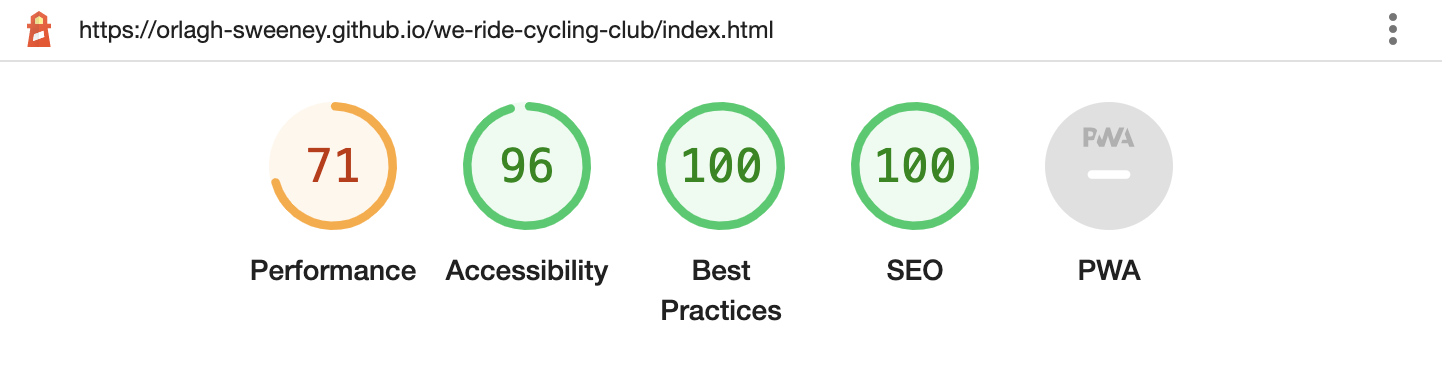 https://orlagh-sweeney.github.io/we-ride-cycling-club/index.html
71
96
100
100
PWA
Performance
Accessibility
Best
Practices
SEO
PWA